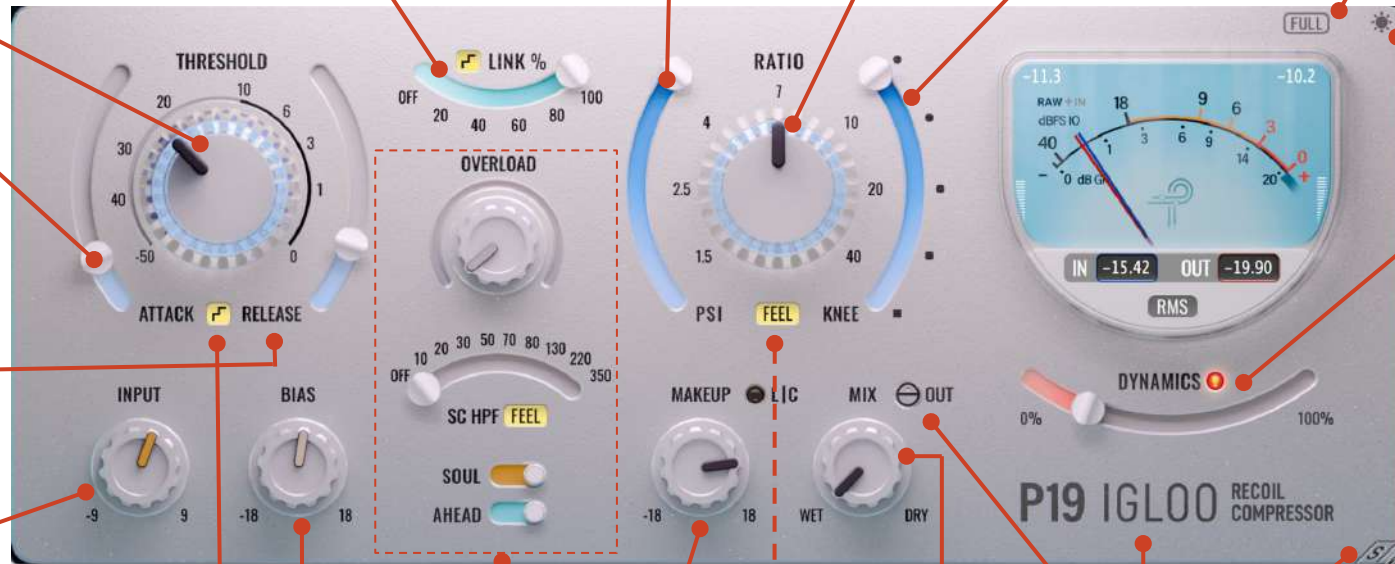 FULL
THRESHOLD
10
20
6
30
3
40
1
-50
0
ATTACK
RELEASE
LINK %
OFF
20
40
60
80
100
OVERLOAD
RATIO
7
4
10
2.5
20
1.5
40
PSI
FEEL
KNEE
-11.3
-10.2
RAW + IN
dBFS IO
18
9
6
3
0
40
1
3
6
9
14
20
-
+
0
dB GR
IN
-15.42
OUT
-19.90
RMS
DYNAMICS
0%
100%
INPUT
-9
9
BIAS
-18
18
OFF
10
20
30
50
70
80
130
220
350
SC HPF
FEEL
SOUL
AHEAD
MAKEUP
L|C
-18
18
MIX
OUT
WET
DRY
P19 IGLOO
RECOIL
COMPRESSOR